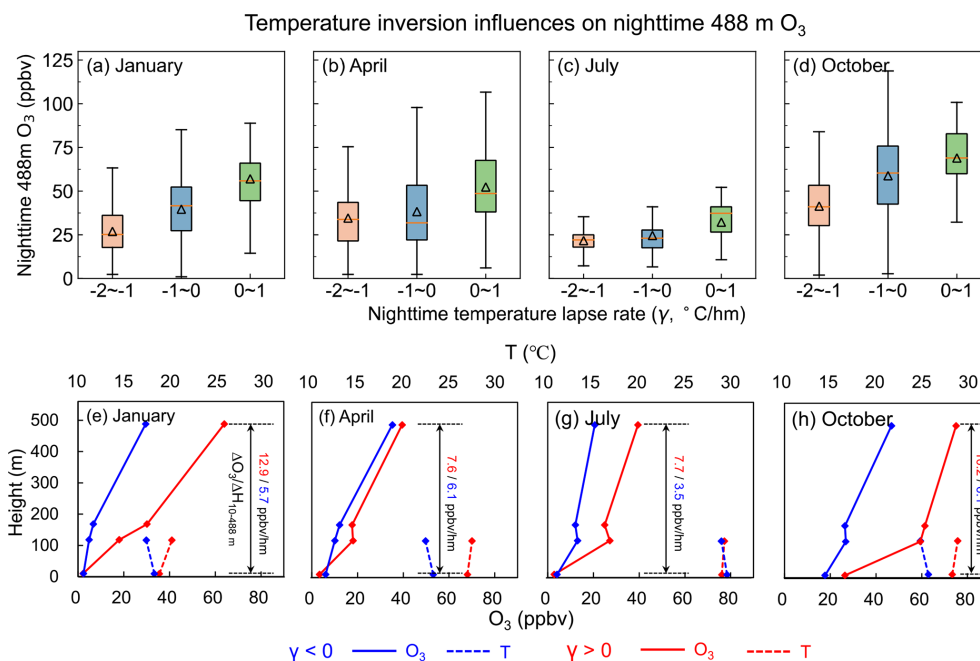 Temperature inversion influences on nighttime 488 m O₃
Nighttime 488m O₃ (ppbv)
125
100
75
50
25
0
(a) January
(b) April
(c) July
(d) October
-2~-1 -1~0 0~1
-2~-1 -1~0 0~1
-2~-1 -1~0 0~1
-2~-1 -1~0 0~1
Nighttime temperature lapse rate (γ, °C/hm)
T (℃)
10 15 20 25 30
10 15 20 25 30
10 15 20 25 30
10 15 20 25 30
Height (m)
500
400
300
200
100
0
(e) January
(f) April
(g) July
(h) October
ΔO₃/ΔH₁₀₋₄₈₈ ₘ
12.9 / 5.7 ppbv/hm
7.6 / 6.1 ppbv/hm
7.7 / 3.5 ppbv/hm
ppbv/hm
0 20 40 60 80
0 20 40 60 80
0 20 40 60 80
0 20 40 60 80
O₃ (ppbv)
γ < 0 O₃ T γ > 0 O₃ T